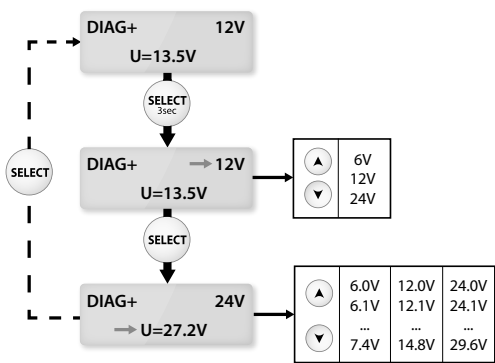 DIAG+ 12V
U=13.5V
SELECT
3sec
SELECT
DIAG+ 12V
U=13.5V
6V
12V
24V
SELECT
DIAG+ 24V
U=27.2V
6.0V 12.0V 24.0V
6.1V 12.1V 24.1V
... ... ...
7.4V 14.8V 29.6V